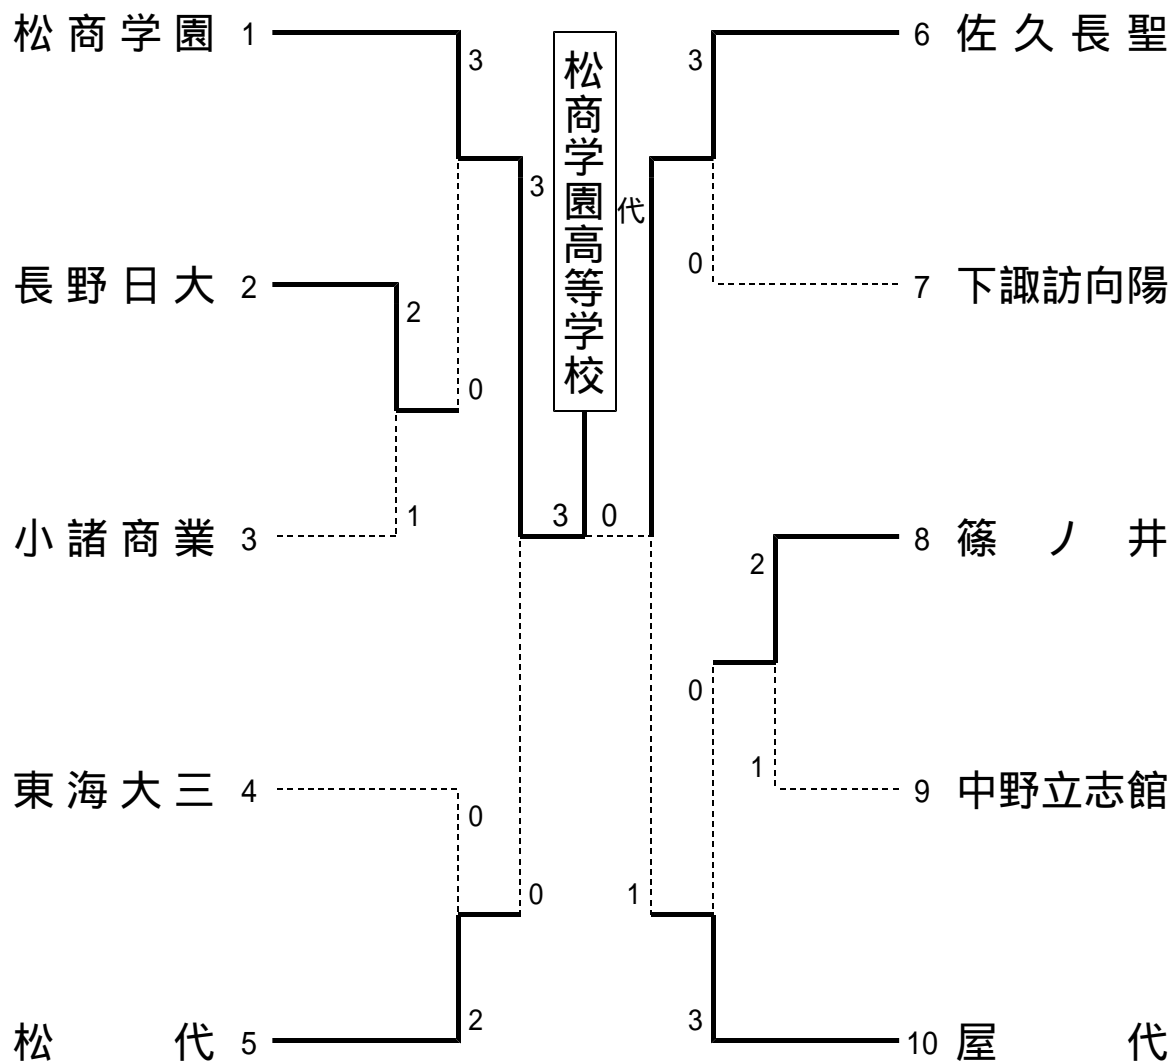 松商学園 1
3
3
長野日大 2
2
0
小諸商業 3
1
東海大三 4
0
0
松代 5
2
松商学園高等学校
3 0
6 佐久長聖
3
代
0
7 下諏訪向陽
8 篠ノ井
2
0
1
9 中野立志館
1
3
10 屋代